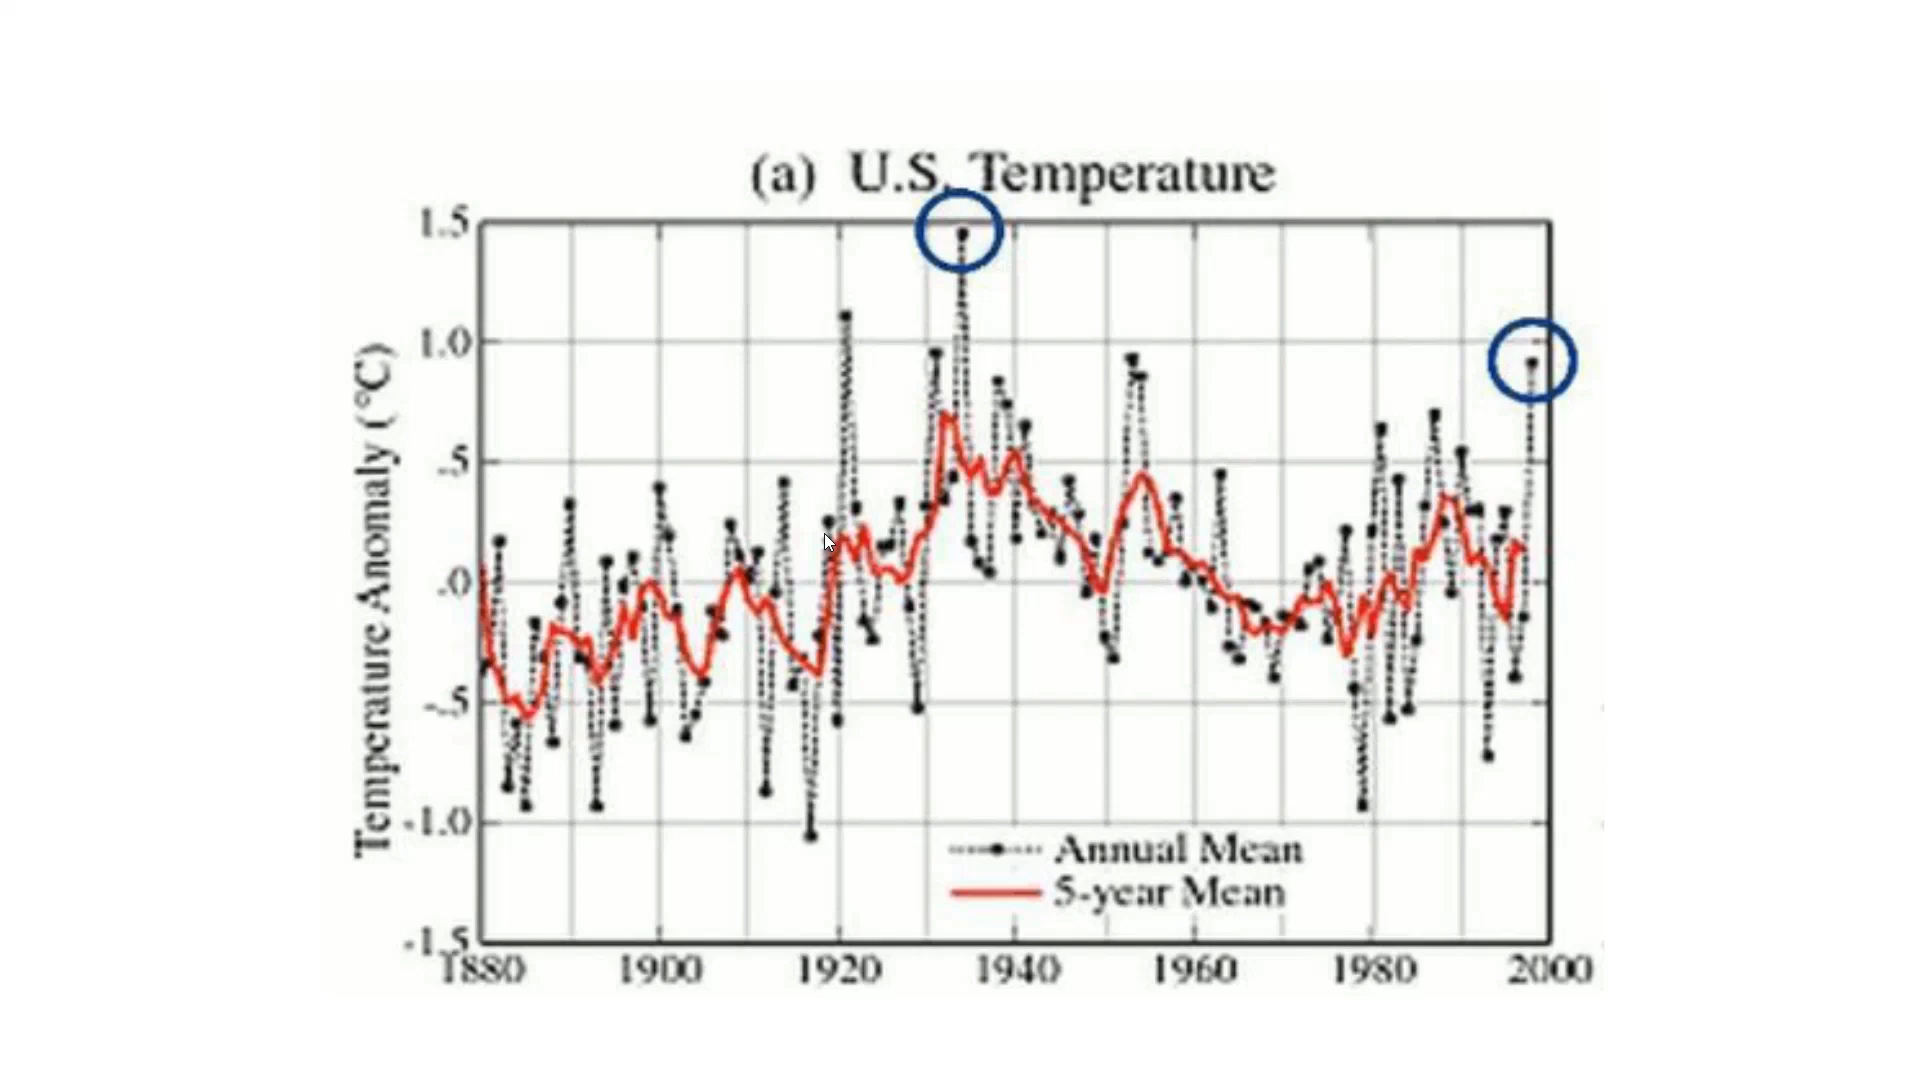 (a) U.S. Temperature
1.5
1.0
.5
.0
-.5
-1.0
-1.5
Temperature Anomaly (°C)
Annual Mean
5-year Mean
1880 1900 1920 1940 1960 1980 2000